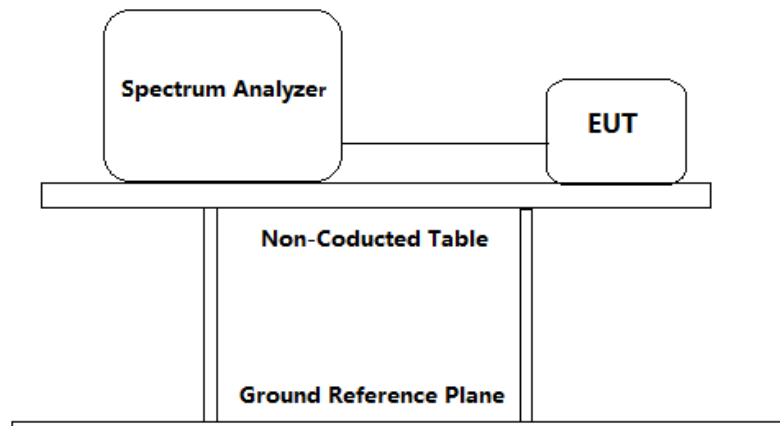 Spectrum Analyzer
EUT
Non-Coducted Table
Ground Reference Plane